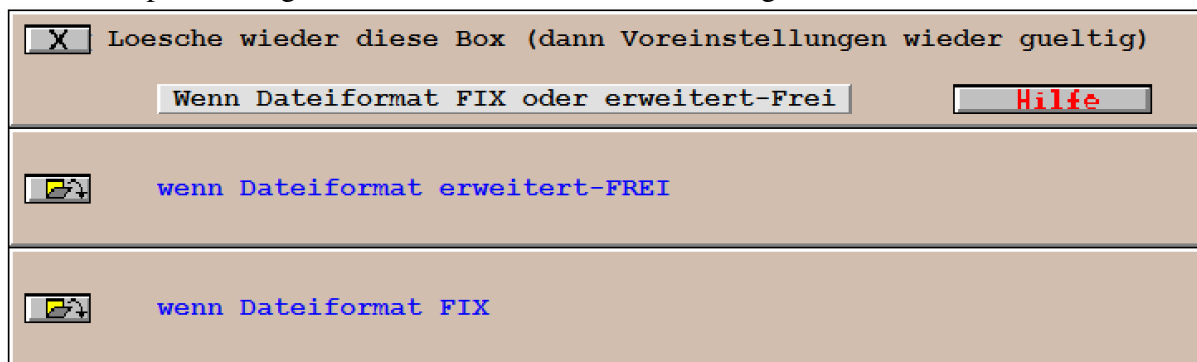 X Loesche wieder diese Box (dann Voreinstellungen wieder gueltig)
Wenn Dateiformat FIX oder erweitert-Frei Hilfe
wenn Dateiformat erweitert-FREI
wenn Dateiformat FIX